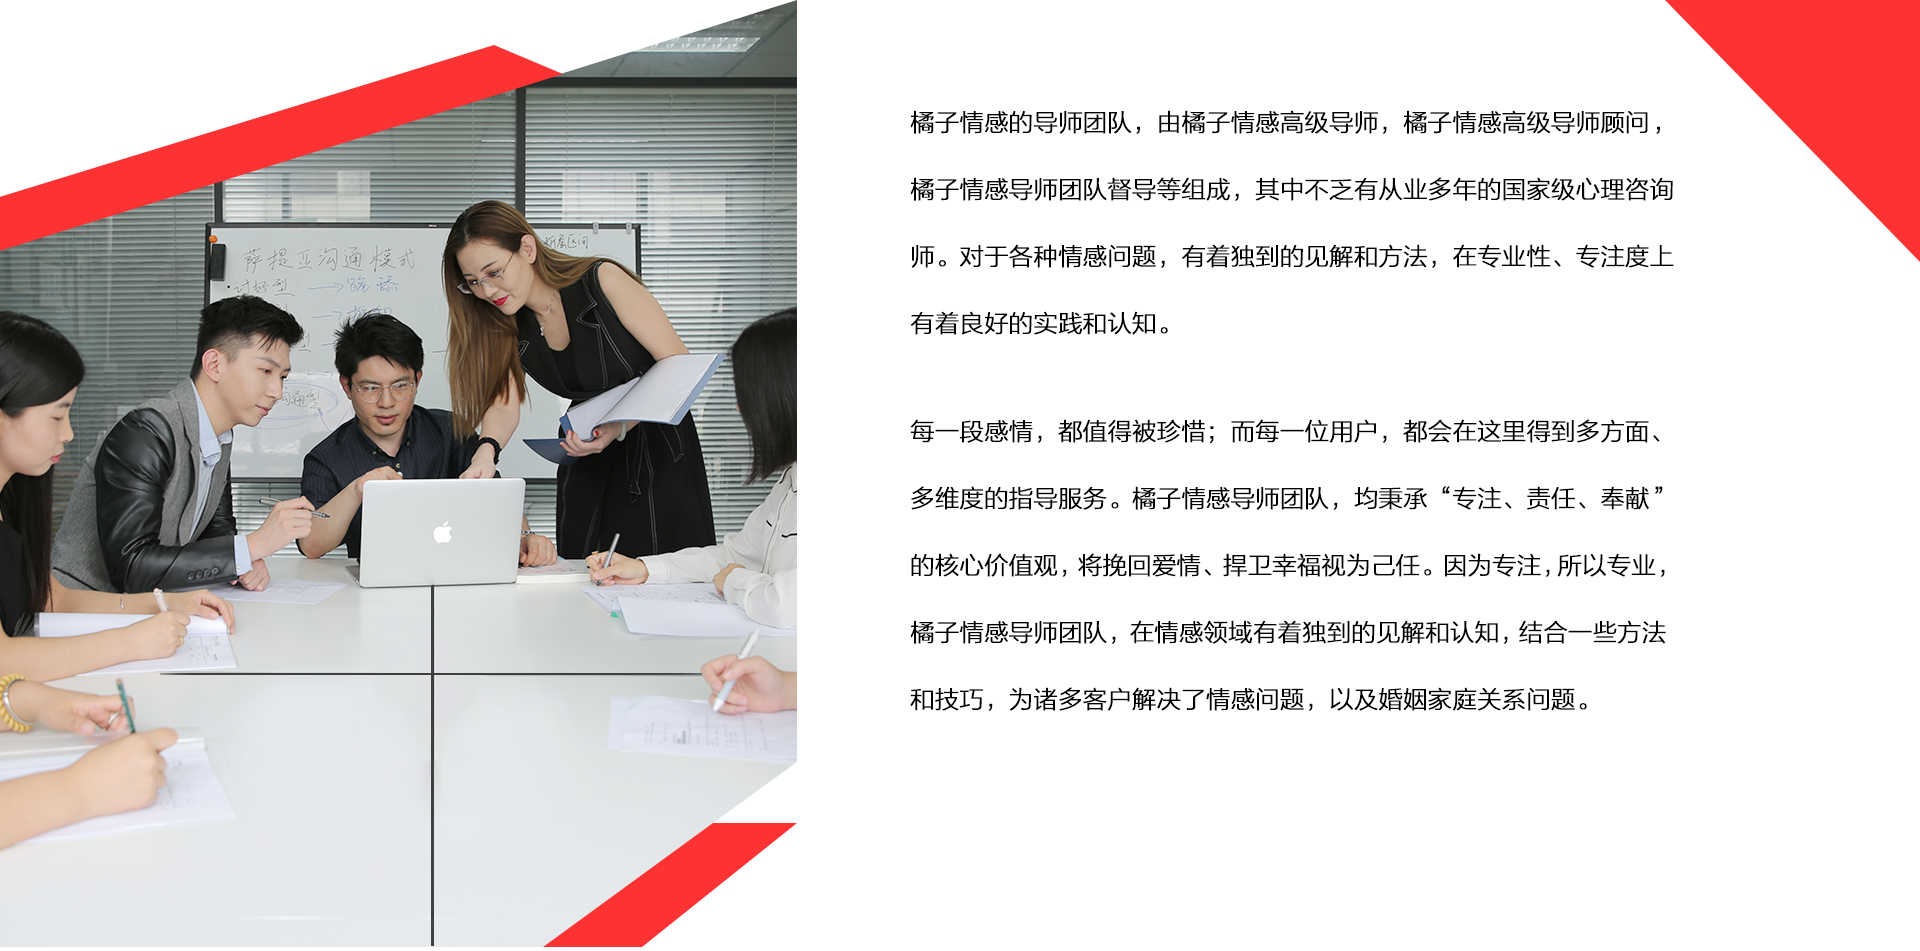 萨提亚沟通模式
橘子情感的导师团队，由橘子情感高级导师，橘子情感高级导师顾问，
橘子情感导师团队督导等组成，其中不乏有从业多年的国家级心理咨询
师。对于各种情感问题，有着独到的见解和方法，在专业性、专注度上
有着良好的实践和认知。
每一段感情，都值得被珍惜；而每一位用户，都会在这里得到多方面、
多维度的指导服务。橘子情感导师团队，均秉承“专注、责任、奉献”
的核心价值观，将挽回爱情、捍卫幸福视为己任。因为专注，所以专业，
橘子情感导师团队，在情感领域有着独到的见解和认知，结合一些方法
和技巧，为诸多客户解决了情感问题，以及婚姻家庭关系问题。